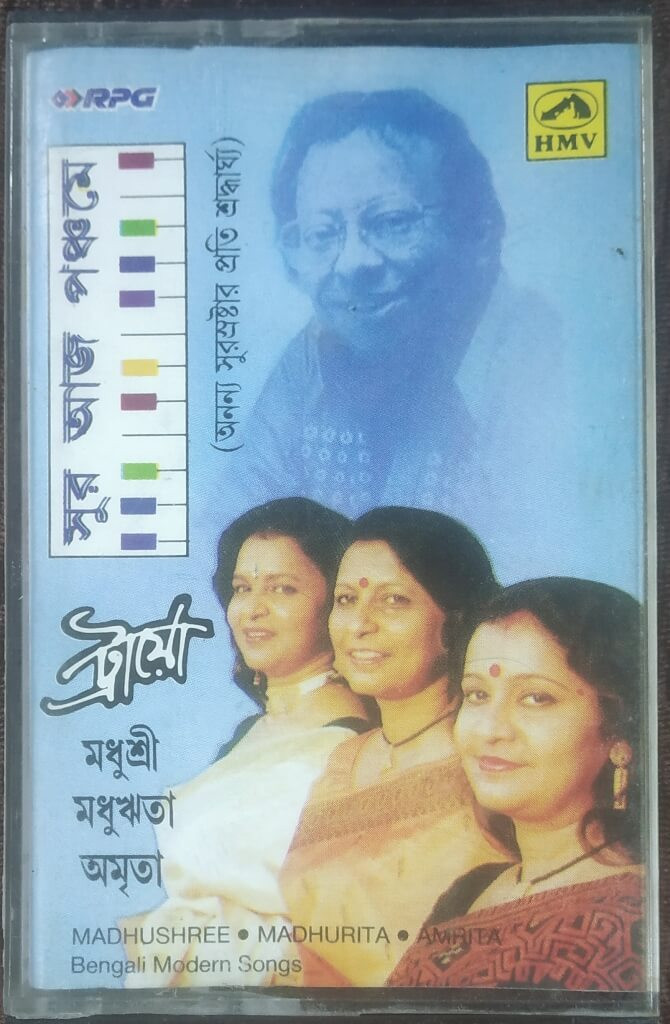 RPG
HMV
সুর আজ পঞ্চমে
(অনন্য সুরস্রষ্টার প্রতি শ্রদ্ধার্ঘ্য)
ট্রায়ো
মধুশ্রী
মধুঋতা
অমৃতা
MADHUSHREE • MADHURITA • AMRITA
Bengali Modern Songs